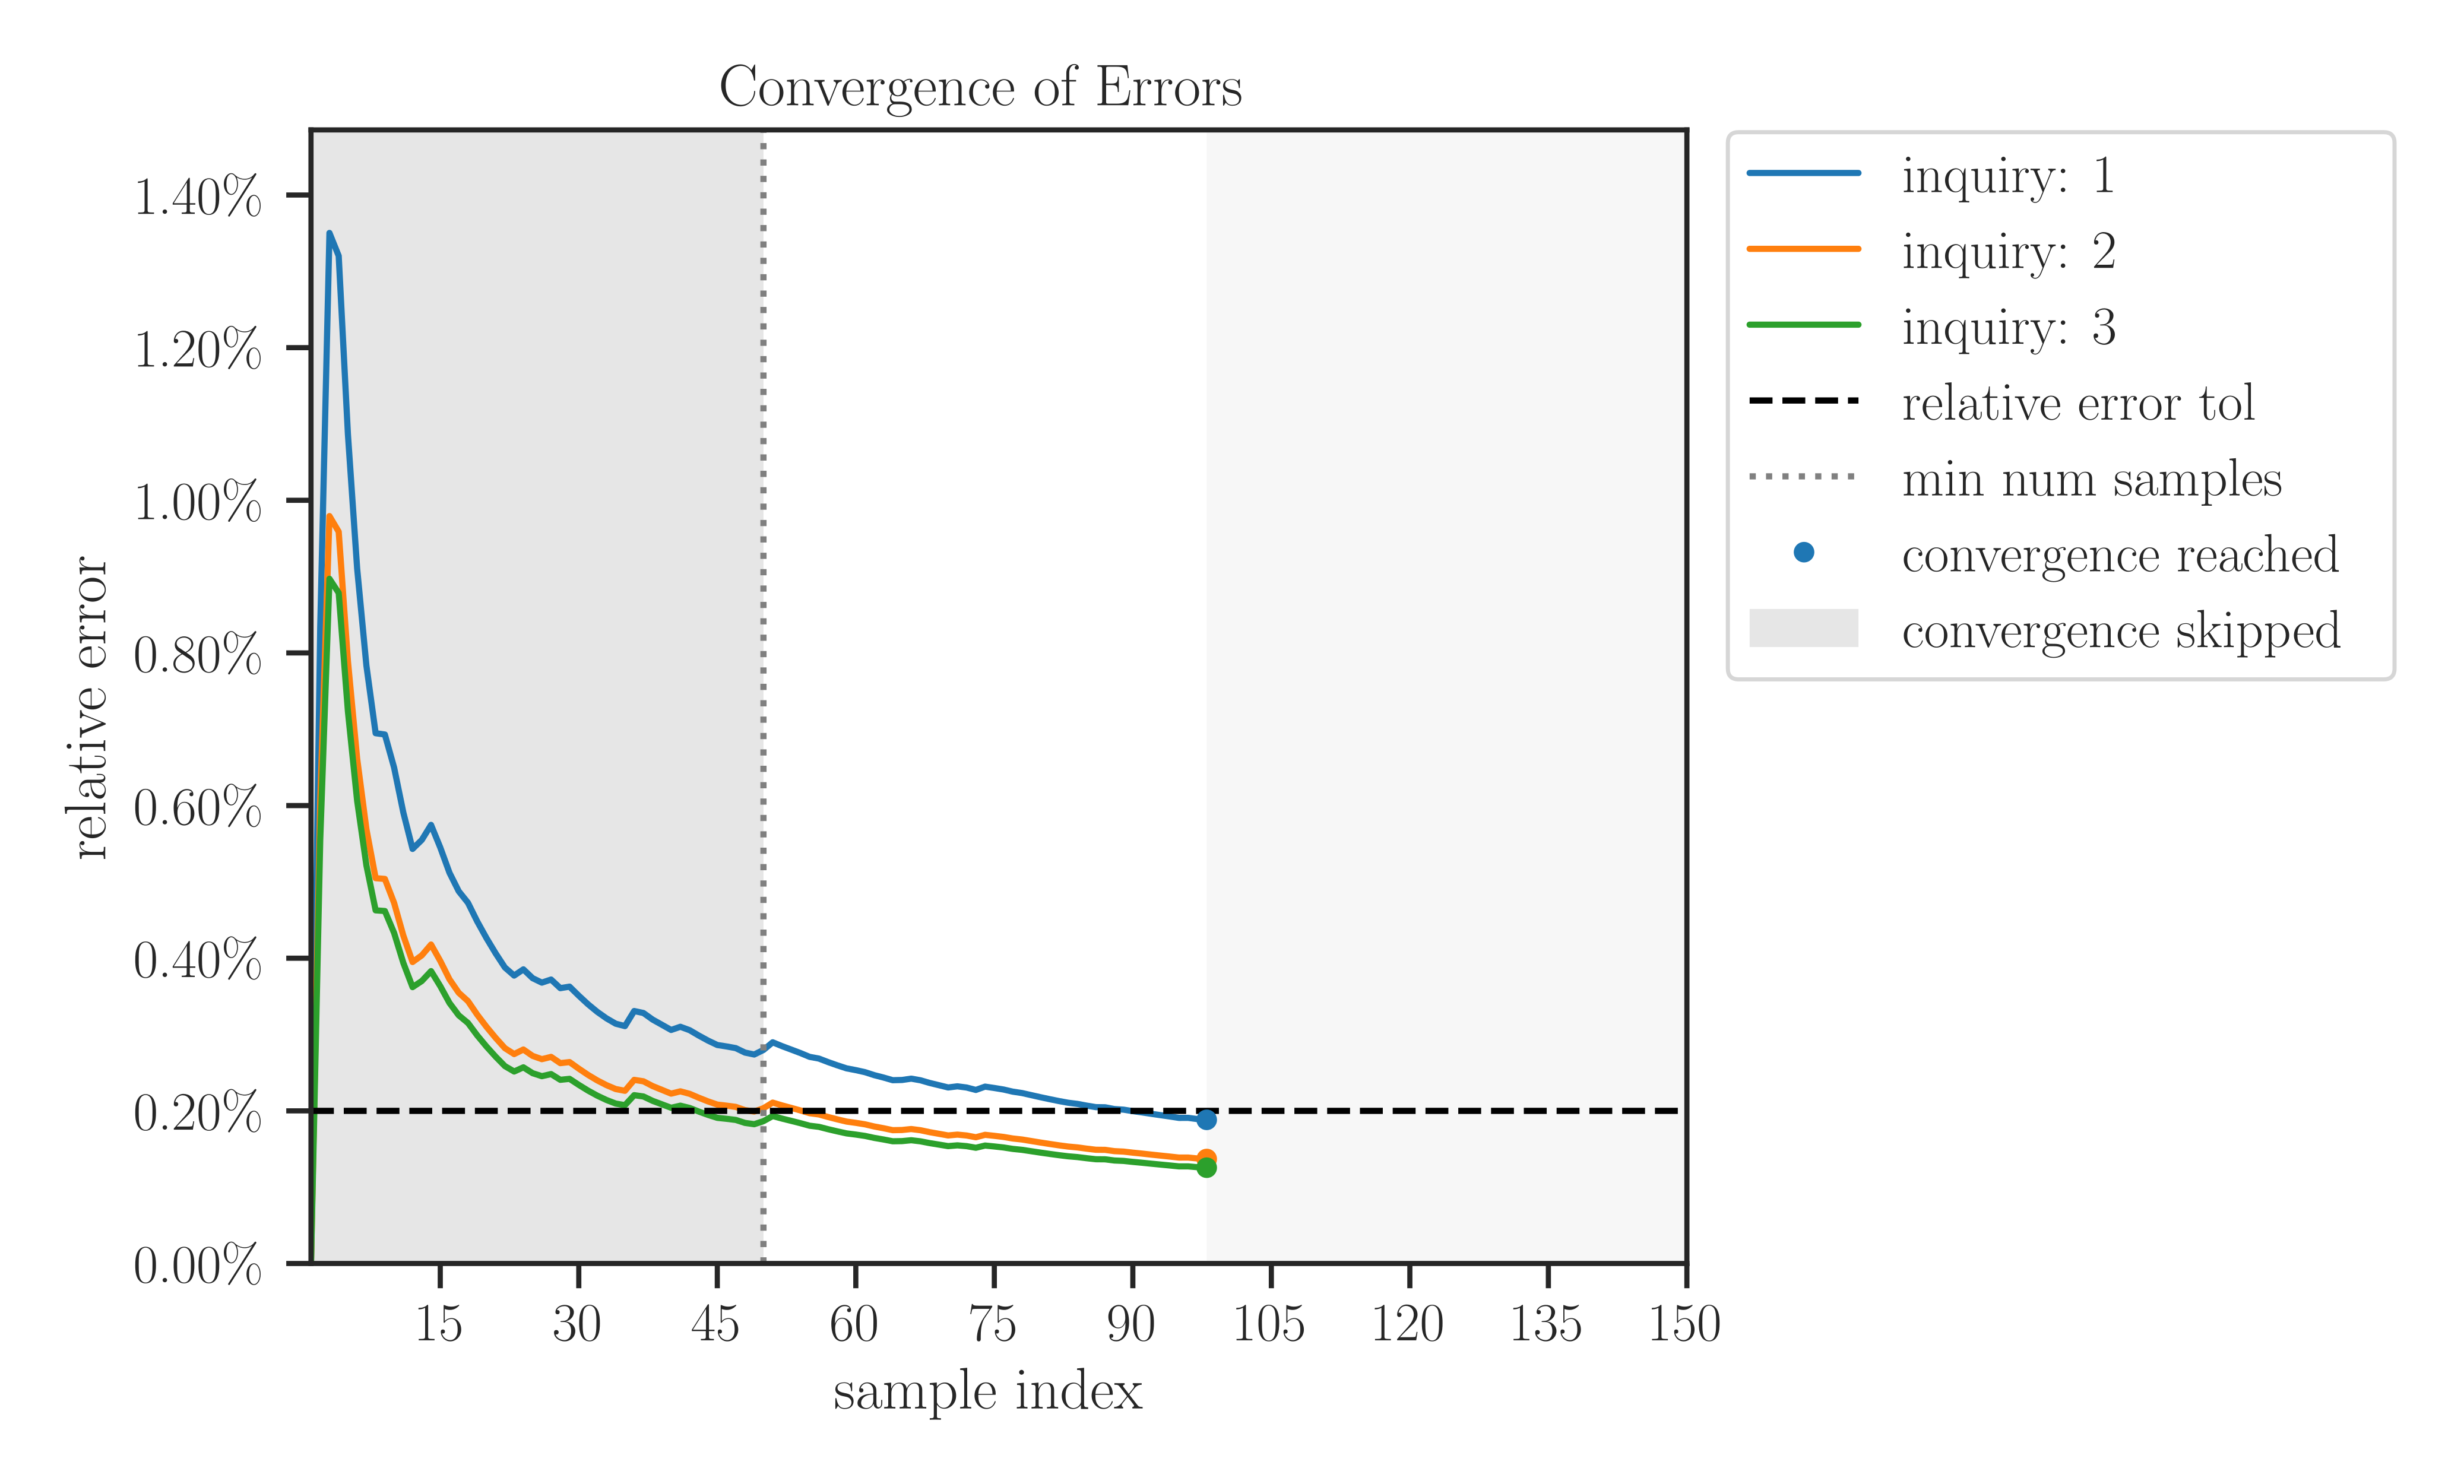 Convergence of Errors
1.40%
1.20%
1.00%
0.80%
0.60%
0.40%
0.20%
0.00%
relative error
15 30 45 60 75 90 105 120 135 150
sample index
inquiry: 1
inquiry: 2
inquiry: 3
relative error tol
min num samples
convergence reached
convergence skipped